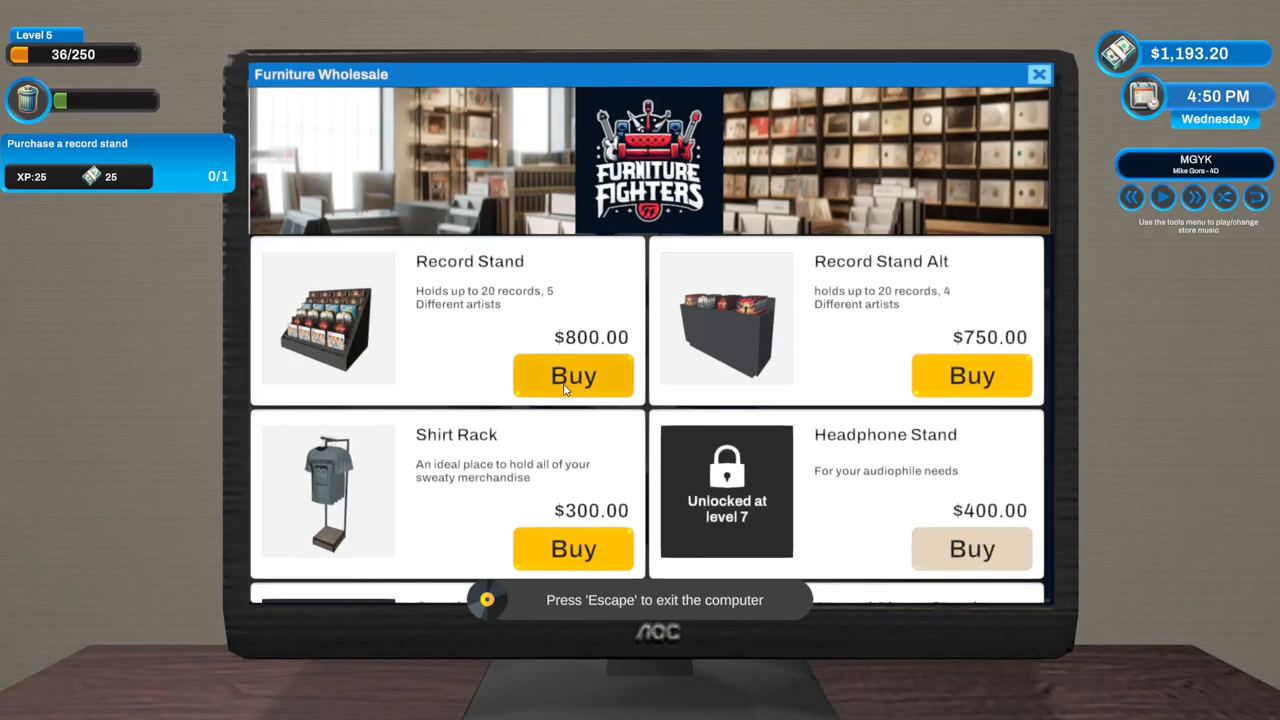 Level 5
36/250
Purchase a record stand
XP:25
25
0/1
$1,193.20
4:50 PM
Wednesday
MGYK
Mike Gora - 4D
Use the tools menu to play/change
store music
Furniture Wholesale
FURNITURE
FIGHTERS
Record Stand
Holds up to 20 records, 5
Different artists
$800.00
Buy
Record Stand Alt
holds up to 20 records, 4
Different artists
$750.00
Buy
Shirt Rack
An ideal place to hold all of your
sweaty merchandise
$300.00
Buy
Unlocked at
level 7
Headphone Stand
For your audiophile needs
$400.00
Buy
Press 'Escape' to exit the computer
AOC